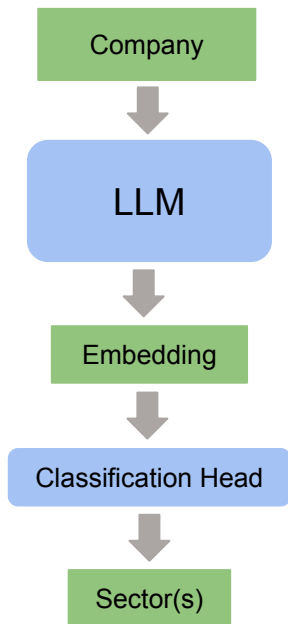 Company
LLM
Embedding
Classification Head
Sector(s)